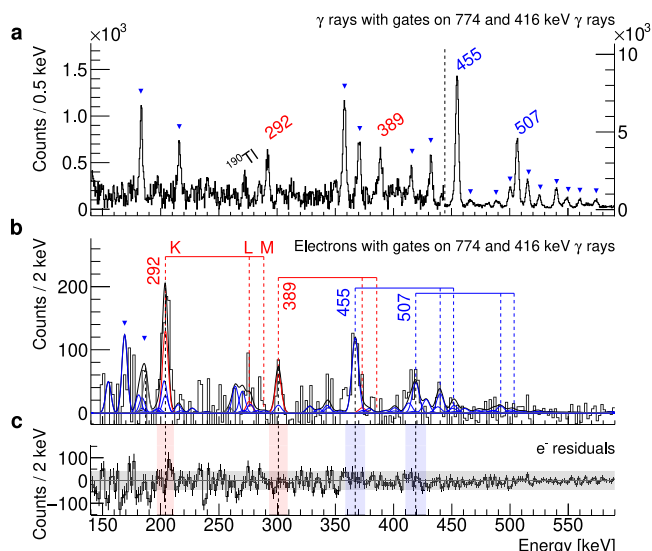 γ rays with gates on 774 and 416 keV γ rays
a
×10³
×10³
Counts / 0.5 keV
1.5
1.0
0.5
0.0
10
5
0
¹⁹⁰Tl
292
389
455
507
b
Electrons with gates on 774 and 416 keV γ rays
Counts / 2 keV
200
100
0
292
K
L
M
389
455
507
c
e⁻ residuals
Counts / 2 keV
100
0
−100
150 200 250 300 350 400 450 500 550
Energy [keV]